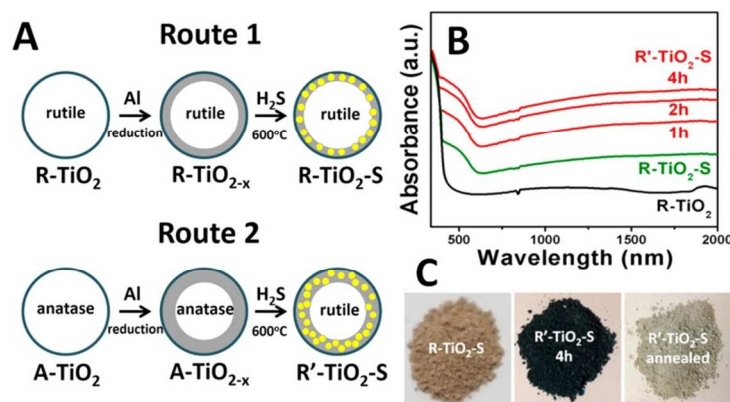 A
Route 1
rutile
Al
reduction
rutile
H₂S
600°C
rutile
R-TiO₂
R-TiO₂₋ₓ
R-TiO₂-S
Route 2
anatase
Al
reduction
anatase
H₂S
600°C
rutile
A-TiO₂
A-TiO₂₋ₓ
R'-TiO₂-S
B
Absorbance (a.u.)
R'-TiO₂-S
4h
2h
1h
R-TiO₂-S
R-TiO₂
500 1000 1500 2000
Wavelength (nm)
C
R-TiO₂-S
R'-TiO₂-S
4h
R'-TiO₂-S
annealed